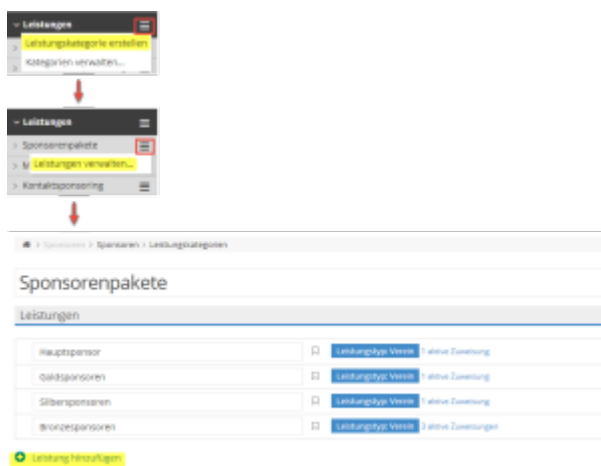 Leistungen
Leistungskategorie erstellen
Kategorien verwalten...
Leistungen
Sponsorenpakete
M Leistungen verwalten...
Kontaktsponsoring
> Sponsoren > Sponsoren > Leistungskategorien
Sponsorenpakete
Leistungen
Hauptsponsor Leistungstyp: Verein 1 aktive Zuweisung
Goldsponsoren Leistungstyp: Verein 1 aktive Zuweisung
Silbersponsoren Leistungstyp: Verein 1 aktive Zuweisung
Bronzesponsoren Leistungstyp: Verein 3 aktive Zuweisungen
Leistung hinzufügen